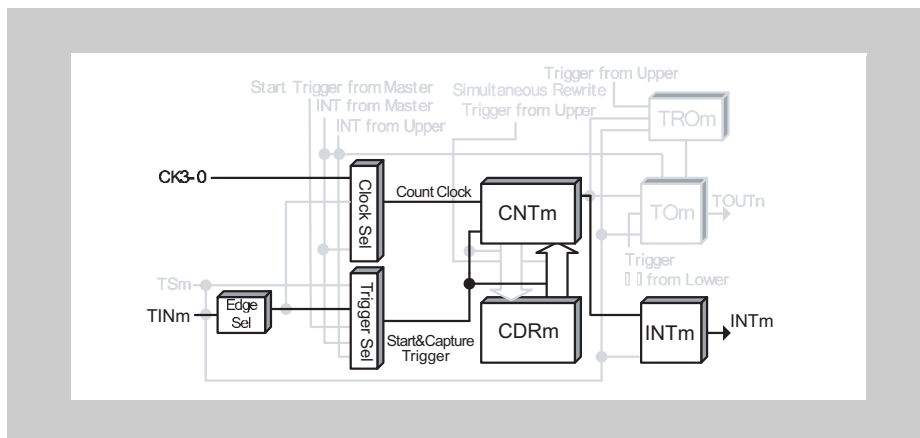 Trigger from Upper
Start Trigger from Master
Simultaneous Rewrite
INT from Master
Trigger from Upper
INT from Upper
TROm
CK3-0
Clock Sel
Count Clock
CNTm
TOm
TOUTn
Trigger
from Lower
TSm
TINm
Edge
Sel
Trigger Sel
Start&Capture
Trigger
CDRm
INTm
INTm